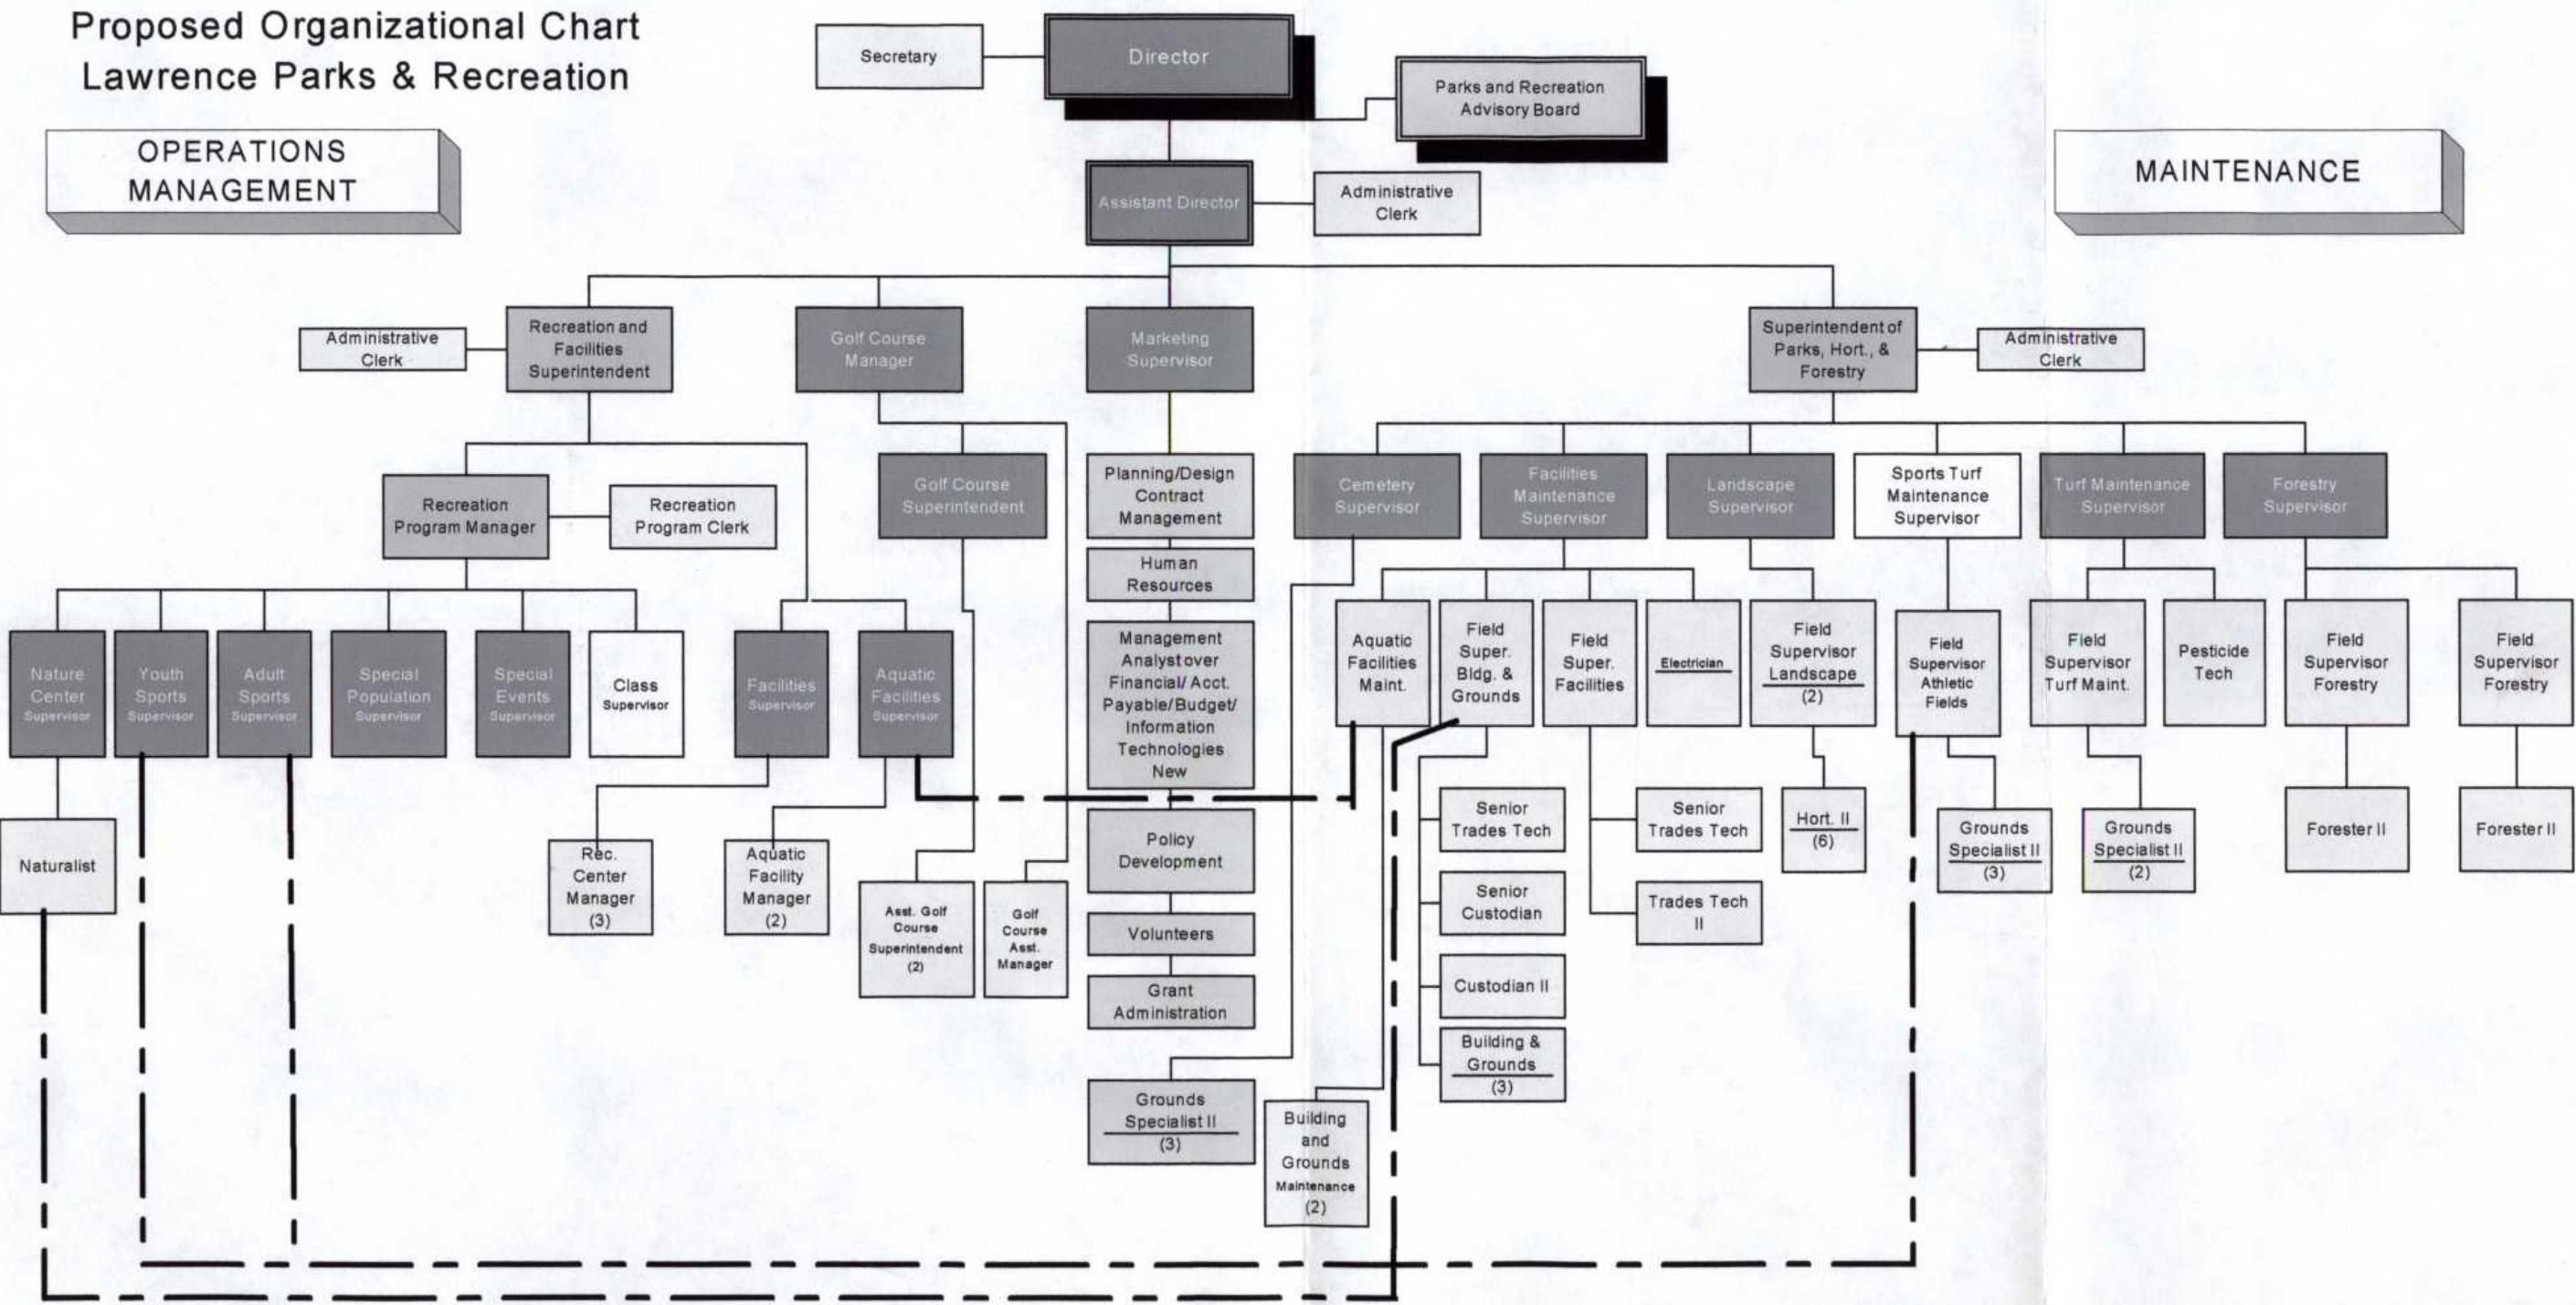 Proposed Organizational Chart
Lawrence Parks & Recreation
OPERATIONS
MANAGEMENT
MAINTENANCE
Secretary
Director
Parks and Recreation
Advisory Board
Assistant Director
Administrative
Clerk
Administrative
Clerk
Recreation and
Facilities
Superintendent
Golf Course
Manager
Marketing
Supervisor
Superintendent of
Parks, Hort., &
Forestry
Administrative
Clerk
Recreation
Program Manager
Recreation
Program Clerk
Golf Course
Superintendent
Planning/Design
Contract
Management
Cemetery
Supervisor
Facilities
Maintenance
Supervisor
Landscape
Supervisor
Sports Turf
Maintenance
Supervisor
Turf Maintenance
Supervisor
Forestry
Supervisor
Human
Resources
Nature
Center
Supervisor
Youth
Sports
Supervisor
Adult
Sports
Supervisor
Special
Population
Supervisor
Special
Events
Supervisor
Class
Supervisor
Facilities
Supervisor
Aquatic
Facilities
Supervisor
Management
Analyst over
Financial/ Acct.
Payable/Budget/
Information
Technologies
New
Aquatic
Facilities
Maint.
Field
Super.
Bldg. &
Grounds
Field
Super.
Facilities
Electrician
Field
Supervisor
Landscape
(2)
Field
Supervisor
Athletic
Fields
Field
Supervisor
Turf Maint.
Pesticide
Tech
Field
Supervisor
Forestry
Field
Supervisor
Forestry
Naturalist
Rec.
Center
Manager
(3)
Aquatic
Facility
Manager
(2)
Asst. Golf
Course
Superintendent
(2)
Golf
Course
Asst.
Manager
Policy
Development
Volunteers
Grant
Administration
Grounds
Specialist II
(3)
Building
and
Grounds
Maintenance
(2)
Senior
Trades Tech
Senior
Custodian
Custodian II
Building &
Grounds
(3)
Senior
Trades Tech
Trades Tech
II
Hort. II
(6)
Grounds
Specialist II
(3)
Grounds
Specialist II
(2)
Forester II
Forester II